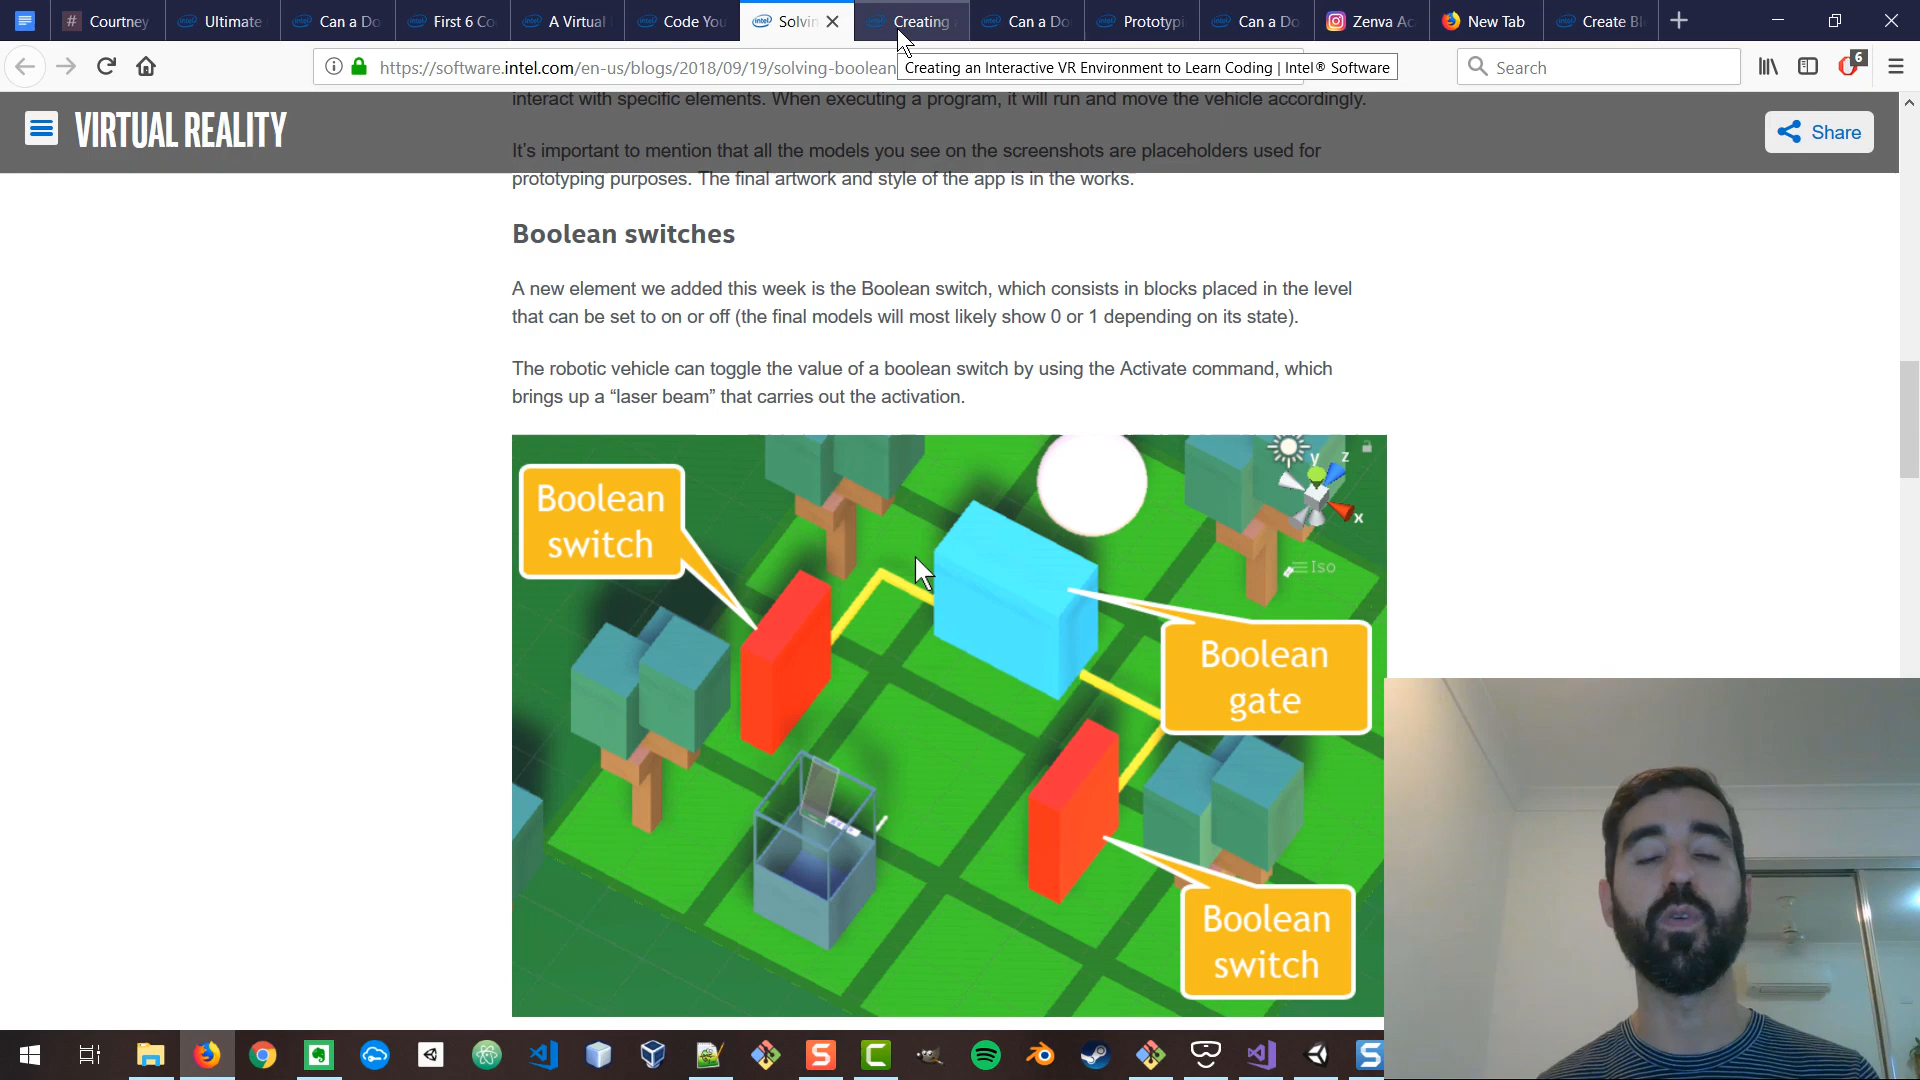 Courtney
Ultimate
Can a Do
First 6 Co
A Virtual
Code You
Solvin
Creating
Can a Do
Prototypi
Can a Do
Zenva Ac
New Tab
Create Bl
https://software.intel.com/en-us/blogs/2018/09/19/solving-boolean
Creating an Interactive VR Environment to Learn Coding | Intel® Software
Search
6
interact with specific elements. When executing a program, it will run and move the vehicle accordingly.
VIRTUAL REALITY
Share
It's important to mention that all the models you see on the screenshots are placeholders used for
prototyping purposes. The final artwork and style of the app is in the works.
Boolean switches
A new element we added this week is the Boolean switch, which consists in blocks placed in the level
that can be set to on or off (the final models will most likely show 0 or 1 depending on its state).
The robotic vehicle can toggle the value of a boolean switch by using the Activate command, which
brings up a “laser beam” that carries out the activation.
Boolean
switch
y
z
x
Iso
Boolean
gate
Boolean
switch